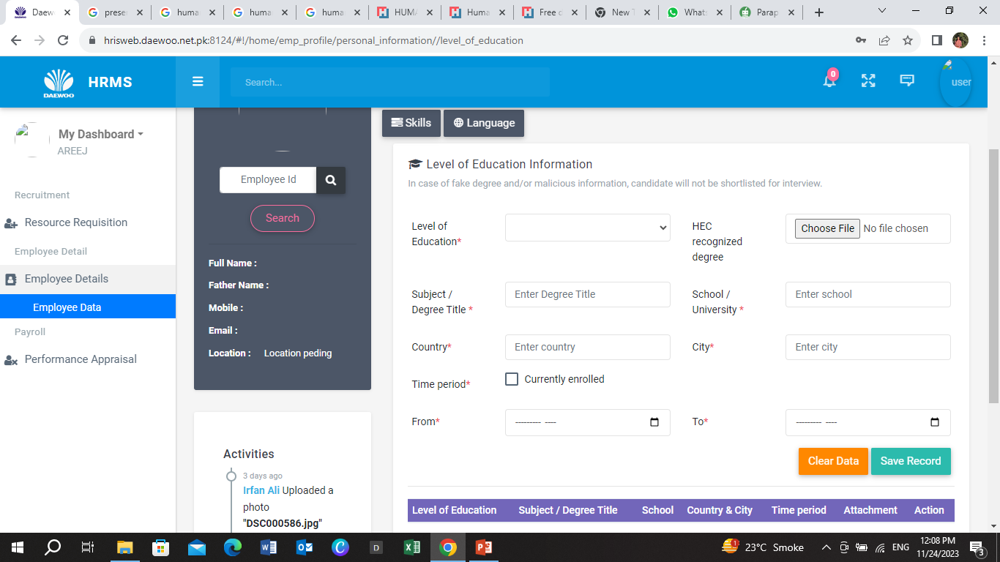 Daew
prese
huma
huma
huma
HUMA
Huma
Free c
New T
Whats
Parap
hrisweb.daewoo.net.pk:8124/#!/home/emp_profile/personal_information//level_of_education
DAEWOO
HRMS
Search...
0
user
My Dashboard
AREEJ
Recruitment
Resource Requisition
Employee Detail
Employee Details
Employee Data
Payroll
Performance Appraisal
Employee Id
Search
Full Name :
Father Name :
Mobile :
Email :
Location : Location peding
Activities
3 days ago
Irfan Ali Uploaded a
photo
"DSC000586.jpg"
Skills
Language
Level of Education Information
In case of fake degree and/or malicious information, candidate will not be shortlisted for interview.
Level of
Education*
HEC
recognized
degree
Choose File No file chosen
Subject /
Degree Title *
Enter Degree Title
School /
University *
Enter school
Country*
Enter country
City*
Enter city
Time period*
Currently enrolled
From*
--------- ----
To*
--------- ----
Clear Data
Save Record
Level of Education Subject / Degree Title School Country & City Time period Attachment Action
1
23°C Smoke
ENG
12:08 PM
11/24/2023
3